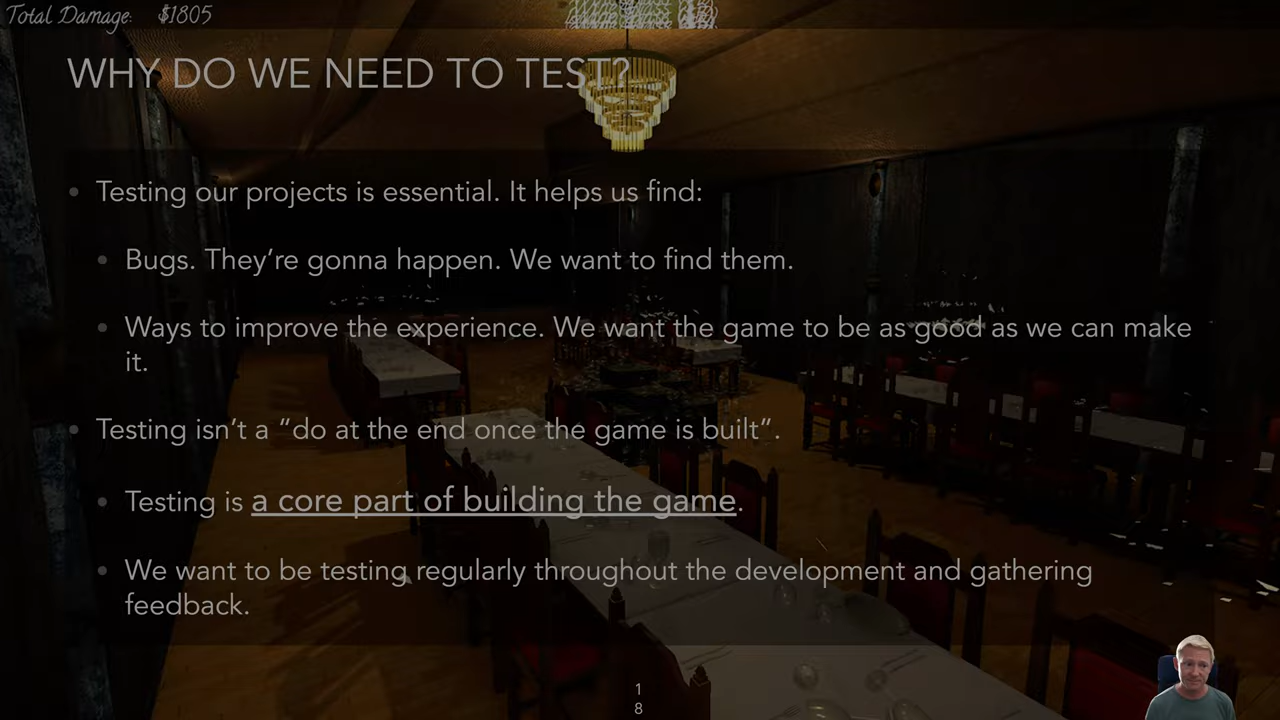 Total Damage: $1805
WHY DO WE NEED TO TEST?
• Testing our projects is essential. It helps us find:
• Bugs. They're gonna happen. We want to find them.
• Ways to improve the experience. We want the game to be as good as we can make
it.
• Testing isn't a “do at the end once the game is built”.
• Testing is a core part of building the game.
• We want to be testing regularly throughout the development and gathering
feedback.
1
8